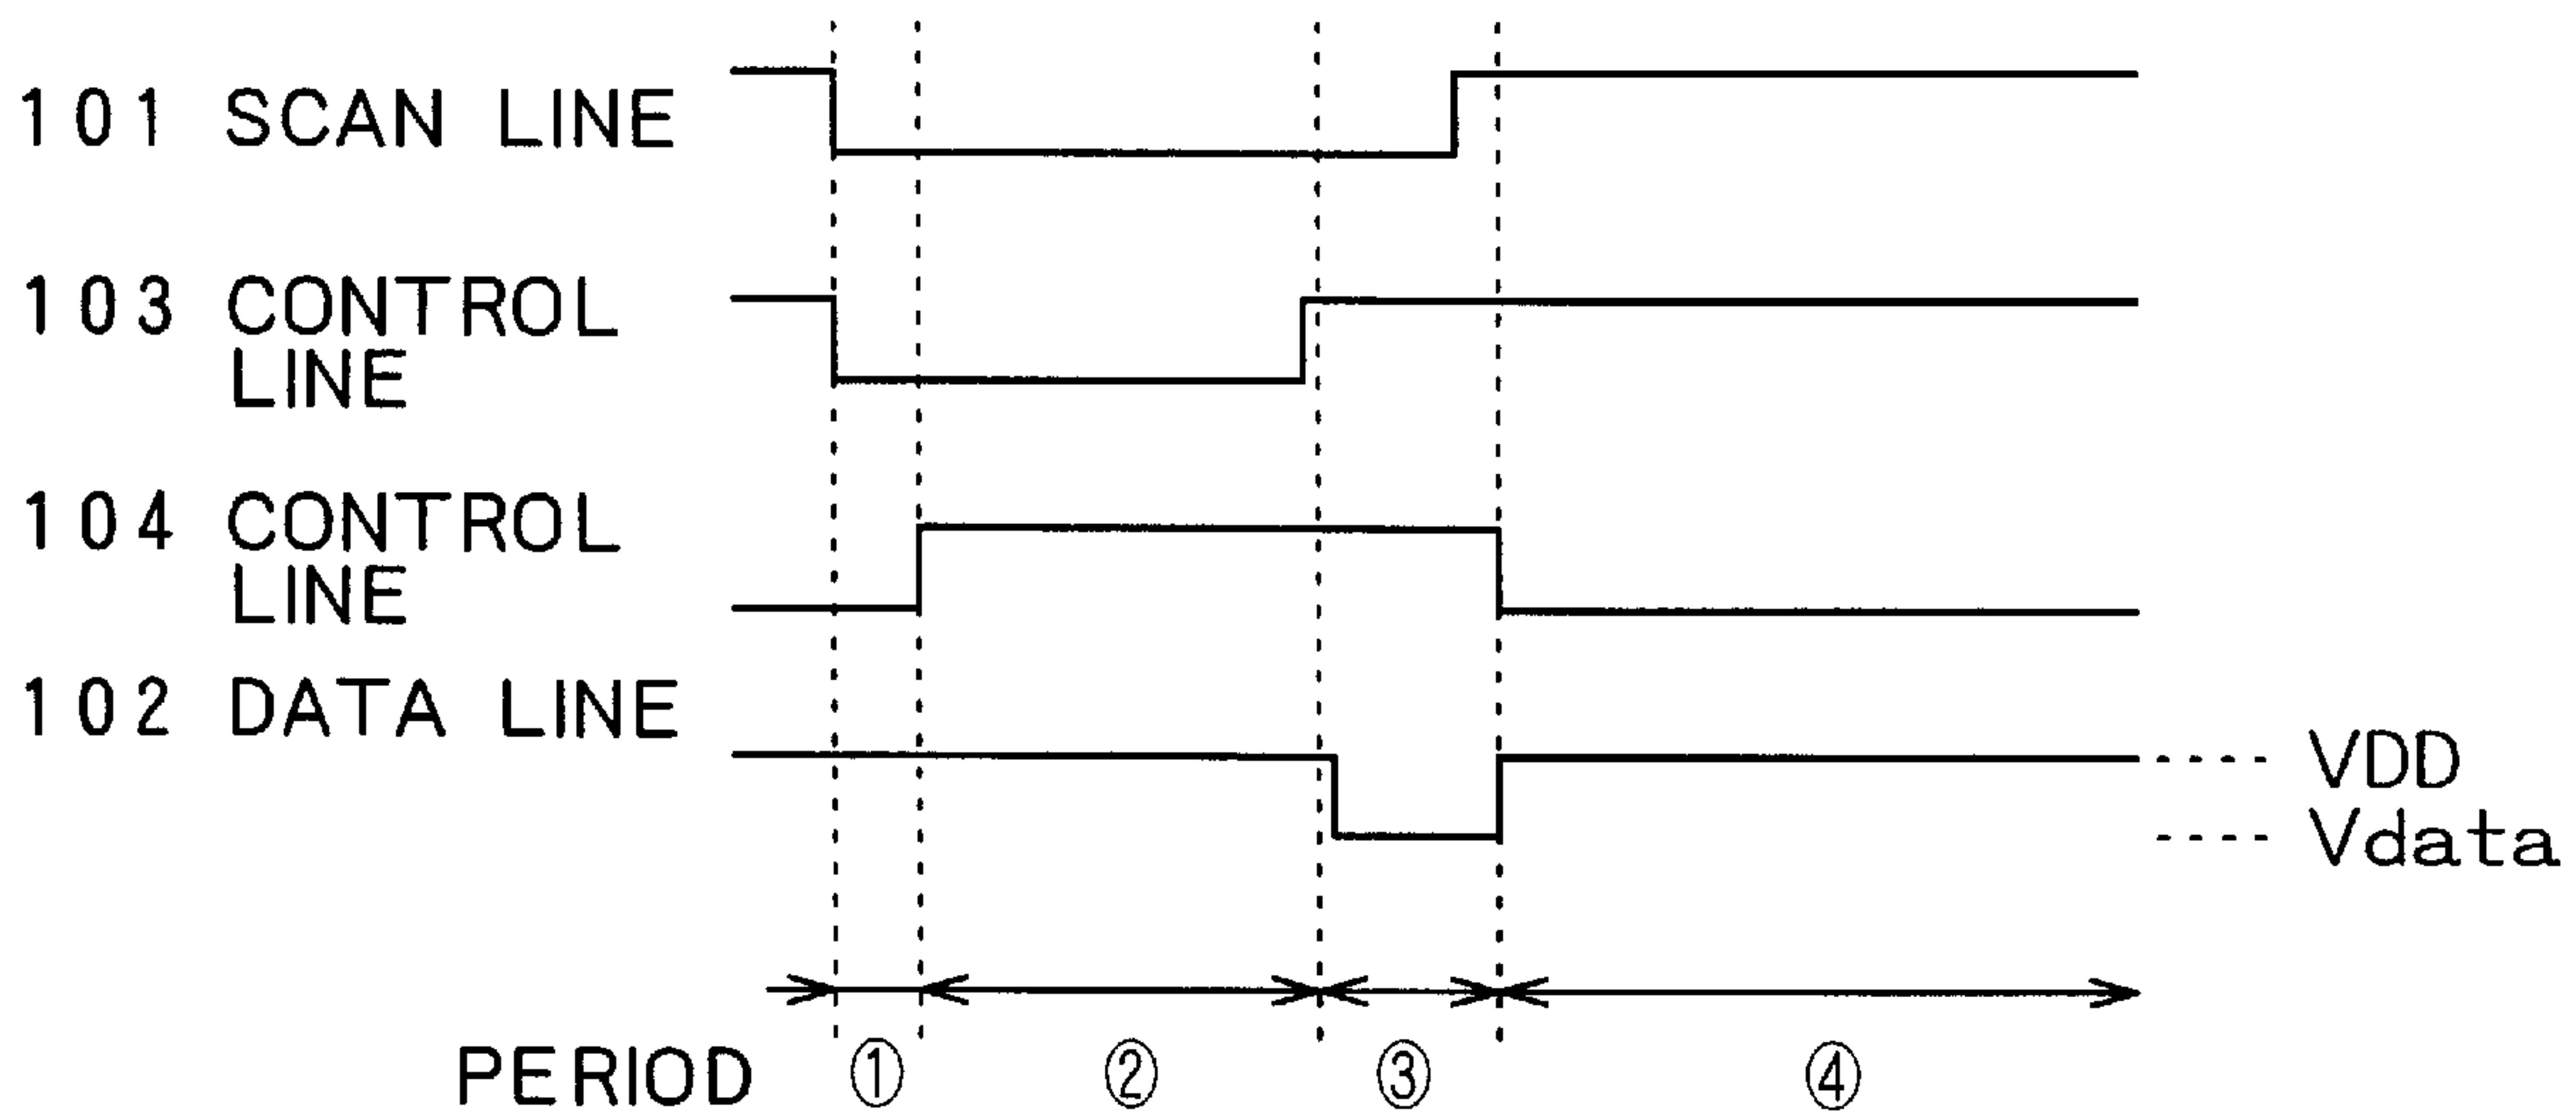 101 SCAN LINE
103 CONTROL
LINE
104 CONTROL
LINE
102 DATA LINE
VDD
Vdata
PERIOD ① ② ③ ④